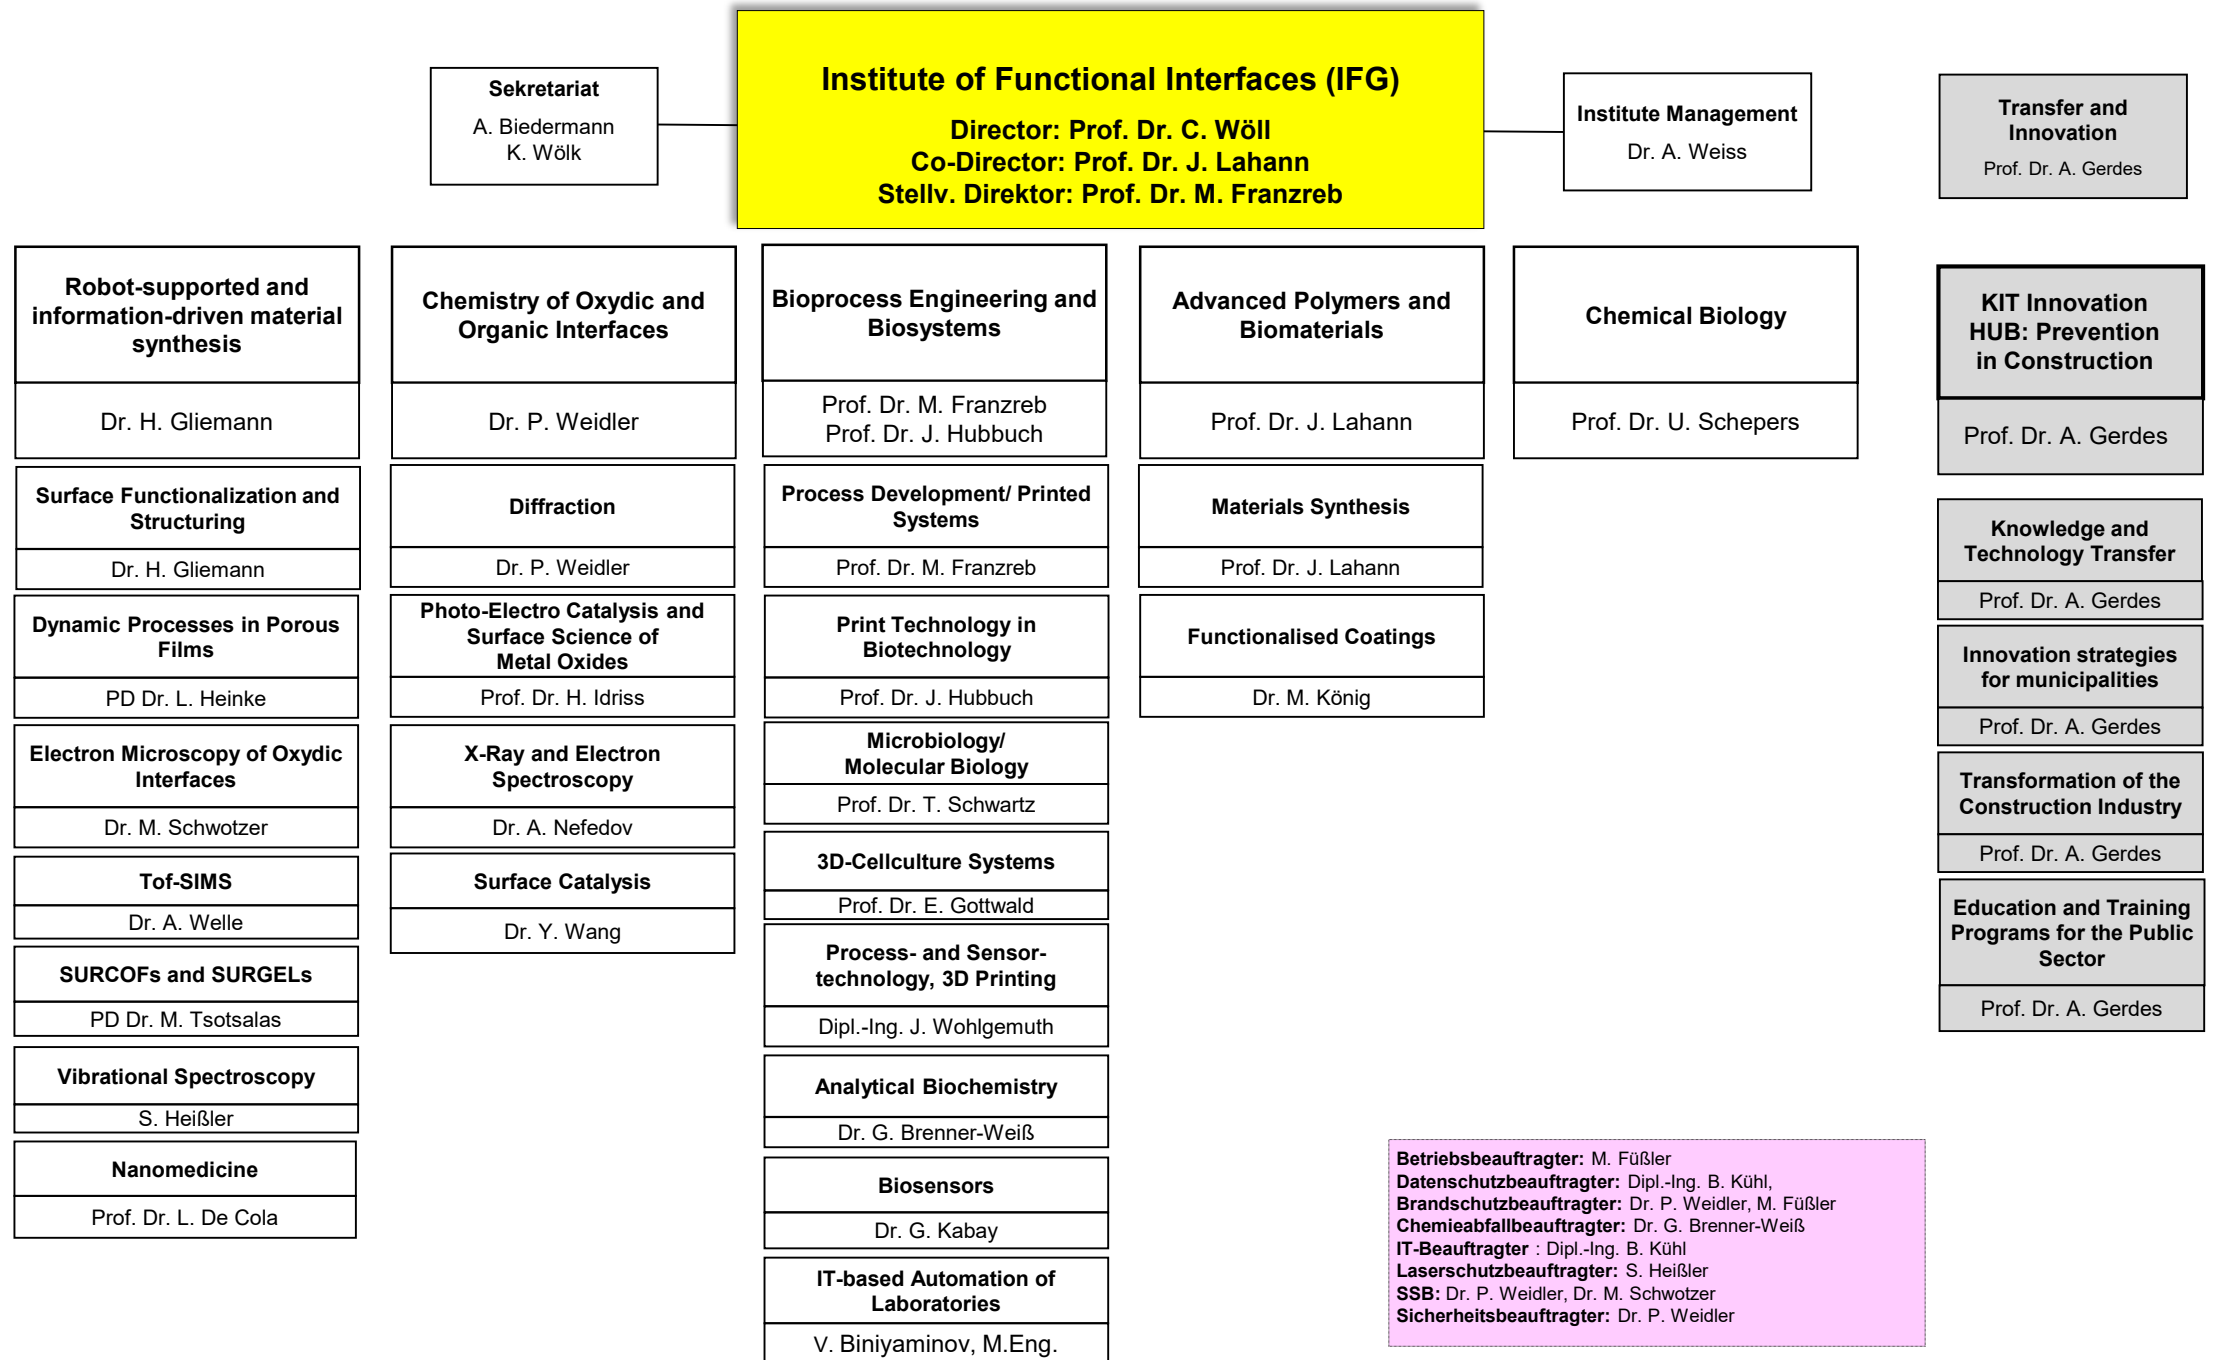 Sekretariat
A. Biedermann
K. Wölk
Institute of Functional Interfaces (IFG)
Director: Prof. Dr. C. Wöll
Co-Director: Prof. Dr. J. Lahann
Stellv. Direktor: Prof. Dr. M. Franzreb
Institute Management
Dr. A. Weiss
Transfer and
Innovation
Prof. Dr. A. Gerdes
Robot-supported and
information-driven material
synthesis
Dr. H. Gliemann
Surface Functionalization and
Structuring
Dr. H. Gliemann
Dynamic Processes in Porous
Films
PD Dr. L. Heinke
Electron Microscopy of Oxydic
Interfaces
Dr. M. Schwotzer
Tof-SIMS
Dr. A. Welle
SURCOFs and SURGELs
PD Dr. M. Tsotsalas
Vibrational Spectroscopy
S. Heißler
Nanomedicine
Prof. Dr. L. De Cola
Chemistry of Oxydic and
Organic Interfaces
Dr. P. Weidler
Diffraction
Dr. P. Weidler
Photo-Electro Catalysis and
Surface Science of
Metal Oxides
Prof. Dr. H. Idriss
X-Ray and Electron
Spectroscopy
Dr. A. Nefedov
Surface Catalysis
Dr. Y. Wang
Bioprocess Engineering and
Biosystems
Prof. Dr. M. Franzreb
Prof. Dr. J. Hubbuch
Process Development/ Printed
Systems
Prof. Dr. M. Franzreb
Print Technology in
Biotechnology
Prof. Dr. J. Hubbuch
Microbiology/
Molecular Biology
Prof. Dr. T. Schwartz
3D-Cellculture Systems
Prof. Dr. E. Gottwald
Process- and Sensor-
technology, 3D Printing
Dipl.-Ing. J. Wohlgemuth
Analytical Biochemistry
Dr. G. Brenner-Weiß
Biosensors
Dr. G. Kabay
IT-based Automation of
Laboratories
V. Biniyaminov, M.Eng.
Advanced Polymers and
Biomaterials
Prof. Dr. J. Lahann
Materials Synthesis
Prof. Dr. J. Lahann
Functionalised Coatings
Dr. M. König
Chemical Biology
Prof. Dr. U. Schepers
KIT Innovation
HUB: Prevention
in Construction
Prof. Dr. A. Gerdes
Knowledge and
Technology Transfer
Prof. Dr. A. Gerdes
Innovation strategies
for municipalities
Prof. Dr. A. Gerdes
Transformation of the
Construction Industry
Prof. Dr. A. Gerdes
Education and Training
Programs for the Public
Sector
Prof. Dr. A. Gerdes
Betriebsbeauftragter: M. Füßler
Datenschutzbeauftragter: Dipl.-Ing. B. Kühl,
Brandschutzbeauftragter: Dr. P. Weidler, M. Füßler
Chemieabfallbeauftragter: Dr. G. Brenner-Weiß
IT-Beauftragter : Dipl.-Ing. B. Kühl
Laserschutzbeauftragter: S. Heißler
SSB: Dr. P. Weidler, Dr. M. Schwotzer
Sicherheitsbeauftragter: Dr. P. Weidler